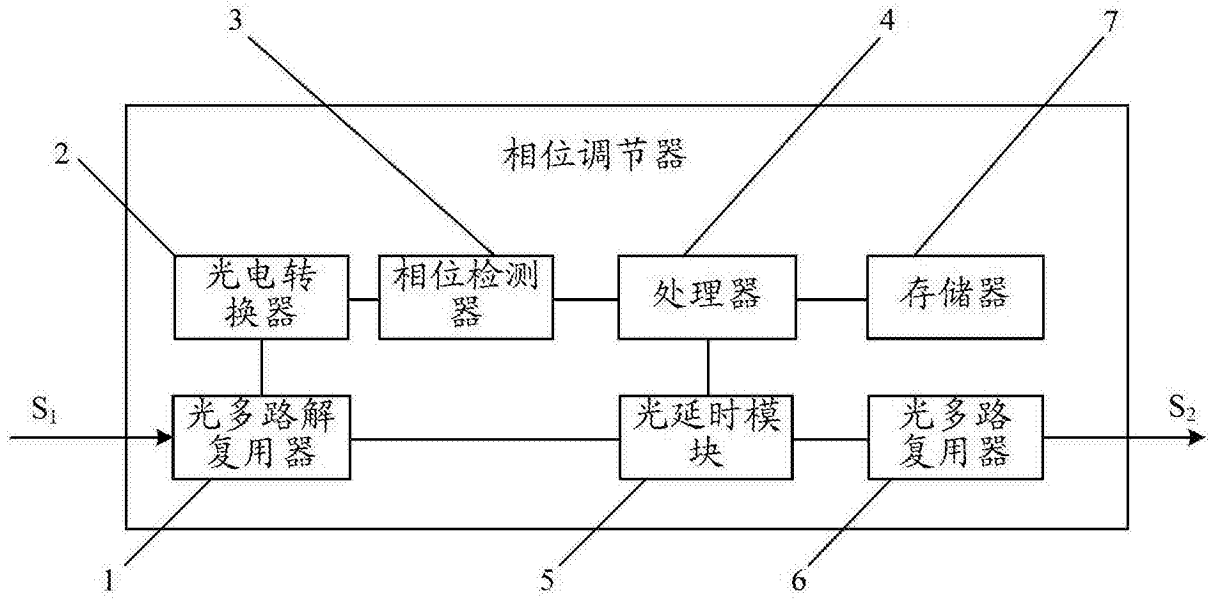 3
4
7
2
相位调节器
光电转
换器
相位检测
器
处理器
存储器
S₁
光多路解
复用器
光延时模
块
光多路
复用器
S₂
1
5
6